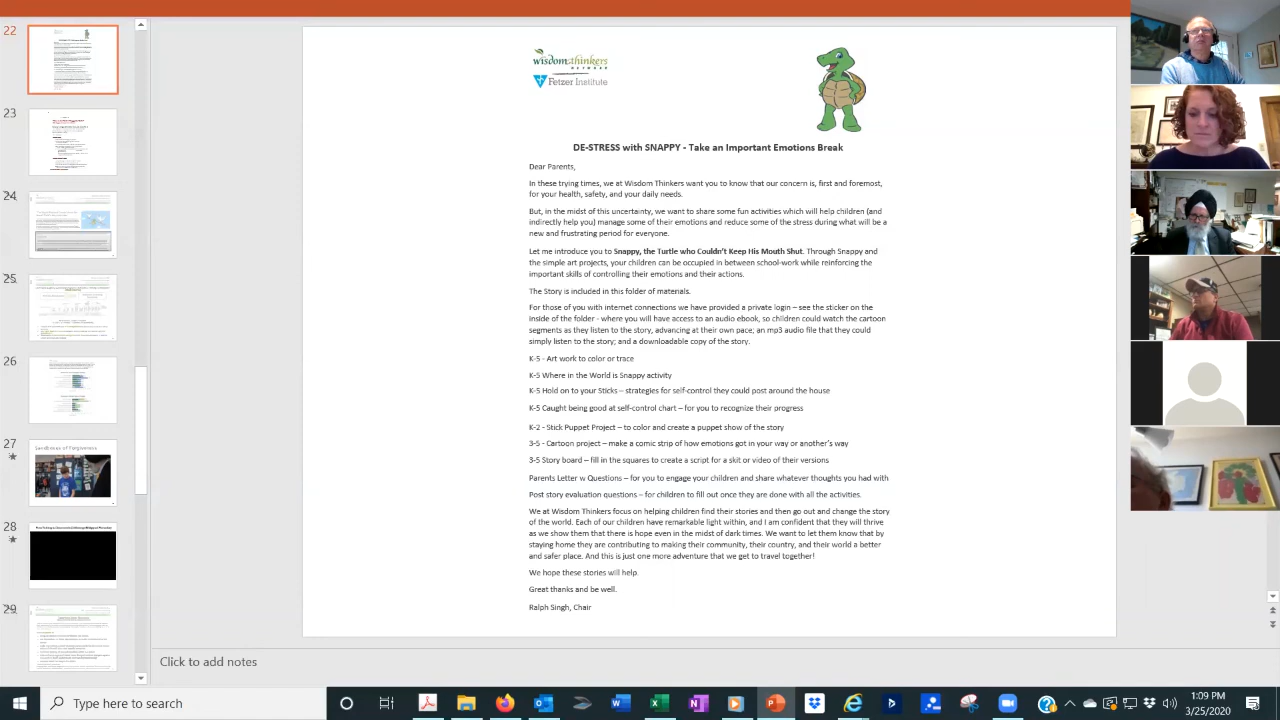 22
23
26
27
Sandboxes of Forgiveness
28
29
wisdomthinkers
NETWORK
Fetzer Institute
DE-STRESS with SNAPPY - Take an Important Emotions Break
Dear Parents,
In these trying times, we at Wisdom Thinkers want you to know that our concern is, first and foremost,
for your health, safety, and your daily needs.
But, in the midst of this uncertainty, we want to share some fun activities which will help children (and
indirectly help you) manage some of their emotions and reduce some of the stress during what will be a
new and frustrating period for everyone.
Let me introduce you to Snappy, the Turtle who Couldn't Keep His Mouth Shut. Through Snappy and
the simple art projects, your children can be occupied in between school-work while reinforcing the
important skills of controlling their emotions and their actions.
The Story is included in this folder of materials.
For those of you with internet connections we have provided a private login – see the sticker on the
inside of the folder - where you will have access to an audio ebook, so children could watch the cartoon
segments as they listen to the story, advancing at their own pace; an mp3 audio file that they could
simply listen to the story; and a downloadable copy of the story.
K-5 - Art work to color or trace
K-5 Where in the World is Snappy activity
K-5 Hold on to your Sticks – strategies for self-control they could post around the house
K-5 Caught being good at self-control chart – for you to recognize their progress
K-2 - Stick Puppet Project – to color and create a puppet show of the story
3-5 - Cartoon project – make a comic strip of how emotions got in your way or another's way
3-5 Story board – fill in the squares to create a script for a skit or video of their versions
Parents Letter w Questions – for you to engage your children and share whatever thoughts you had with
Post story evaluation questions – for children to fill out once they are done with all the activities.
We at Wisdom Thinkers focus on helping children find their stories and then go out and change the story
of the world. Each of our children have remarkable light within, and I am confident that they will thrive
as we show them that there is hope even in the midst of dark times. We want to let them know that by
staying home they are contributing to making their community, their country, and their world a better
and safer place. And this is just one more adventure that we get to travel together!
We hope these stories will help.
Great thanks and be well.
Ralph Singh, Chair
Click to add
Type here to search
1:09 PM
3/25/2020